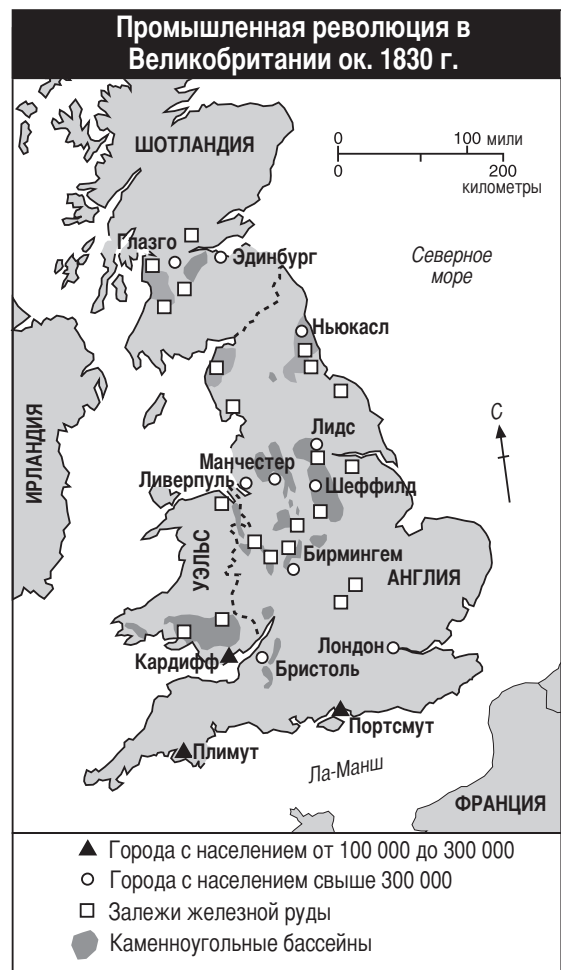 Промышленная революция в
Великобритании ок. 1830 г.
ШОТЛАНДИЯ
0 100 мили
0 200
километры
Глазго
Эдинбург
Северное
море
Ньюкасл
С
ИРЛАНДИЯ
Лидс
Манчестер
Ливерпуль
Шеффилд
УЭЛЬС
Бирмингем
АНГЛИЯ
Лондон
Кардифф
Бристоль
Портсмут
Плимут
Ла-Манш
ФРАНЦИЯ
Города с населением от 100 000 до 300 000
Города с населением свыше 300 000
Залежи железной руды
Каменноугольные бассейны